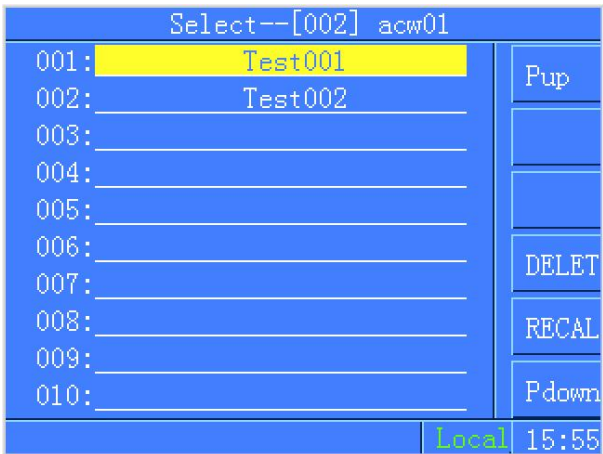 Select--[002] acw01
001: Test001
Pup
002: Test002
003:
004:
005:
006:
DELET
007:
008:
RECAL
009:
010:
Pdown
Local 15:55